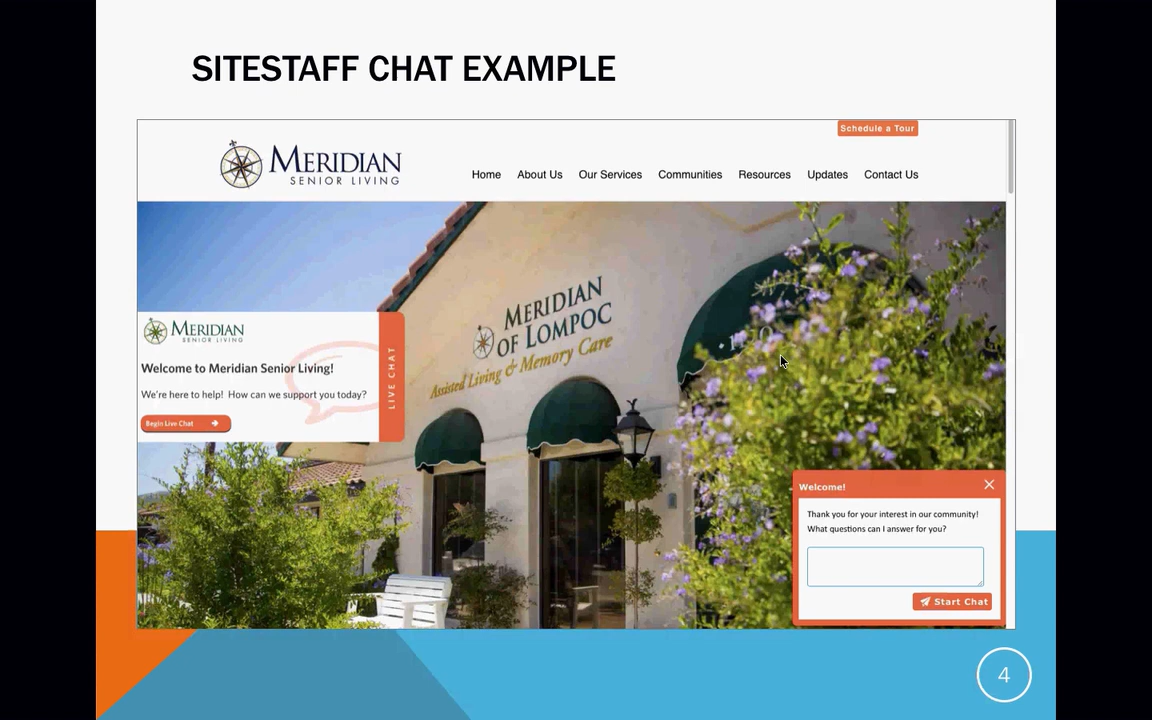 SITESTAFF CHAT EXAMPLE
Schedule a Tour
MERIDIAN
SENIOR LIVING
Home About Us Our Services Communities Resources Updates Contact Us
MERIDIAN
OF LOMPOC
Assisted Living & Memory Care
MERIDIAN
SENIOR LIVING
Welcome to Meridian Senior Living!
We're here to help! How can we support you today?
Begin Live Chat
LIVE CHAT
Welcome!
Thank you for your interest in our community!
What questions can I answer for you?
Start Chat
4